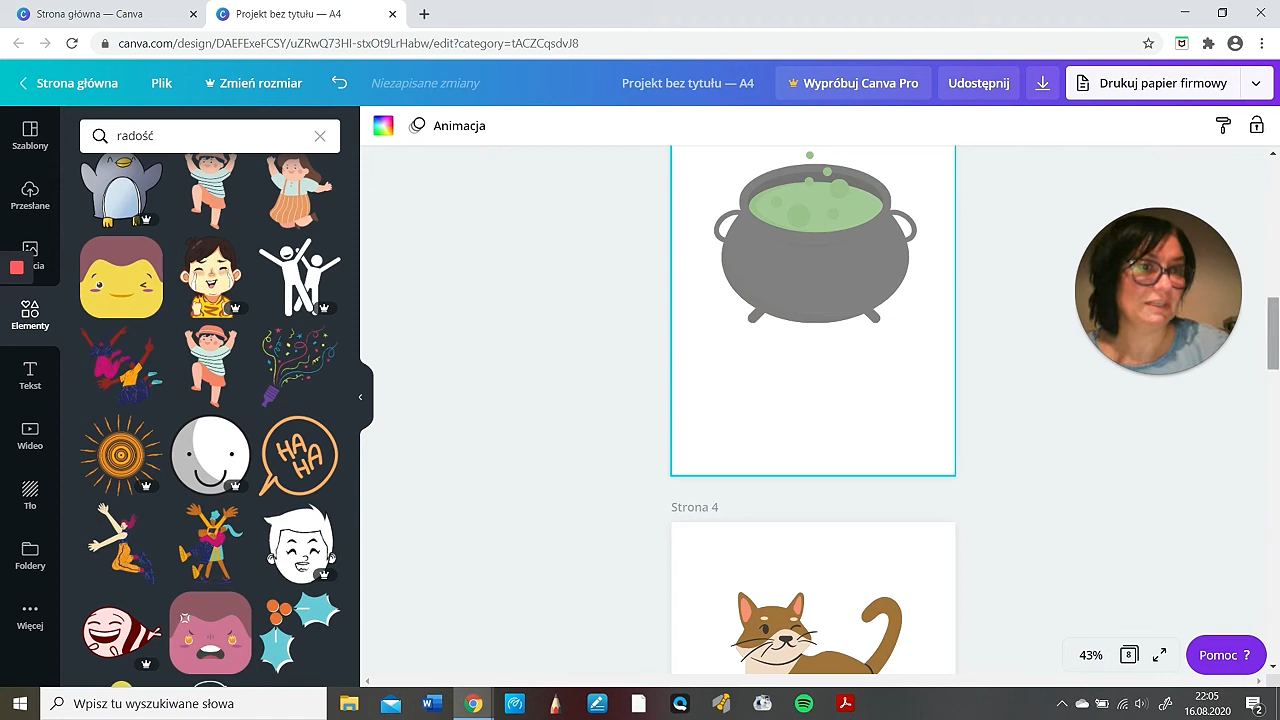 Strona główna — Canva
Projekt bez tytułu — A4
canva.com/design/DAEFExeFCSY/uZRwQ73HI-stxOt9LrHabw/edit?category=tACZCqsdvJ8
Strona główna
Plik
Zmień rozmiar
Niezapisane zmiany
Projekt bez tytułu — A4
Wypróbuj Canva Pro
Udostępnij
Drukuj papier firmowy
Szablony
radość
Animacja
Przesłane
cia
Elementy
Tekst
HA
HA
Wideo
Tło
Strona 4
Foldery
Więcej
43%
8
Pomoc ?
Wpisz tu wyszukiwane słowa
22:05
16.08.2020
2